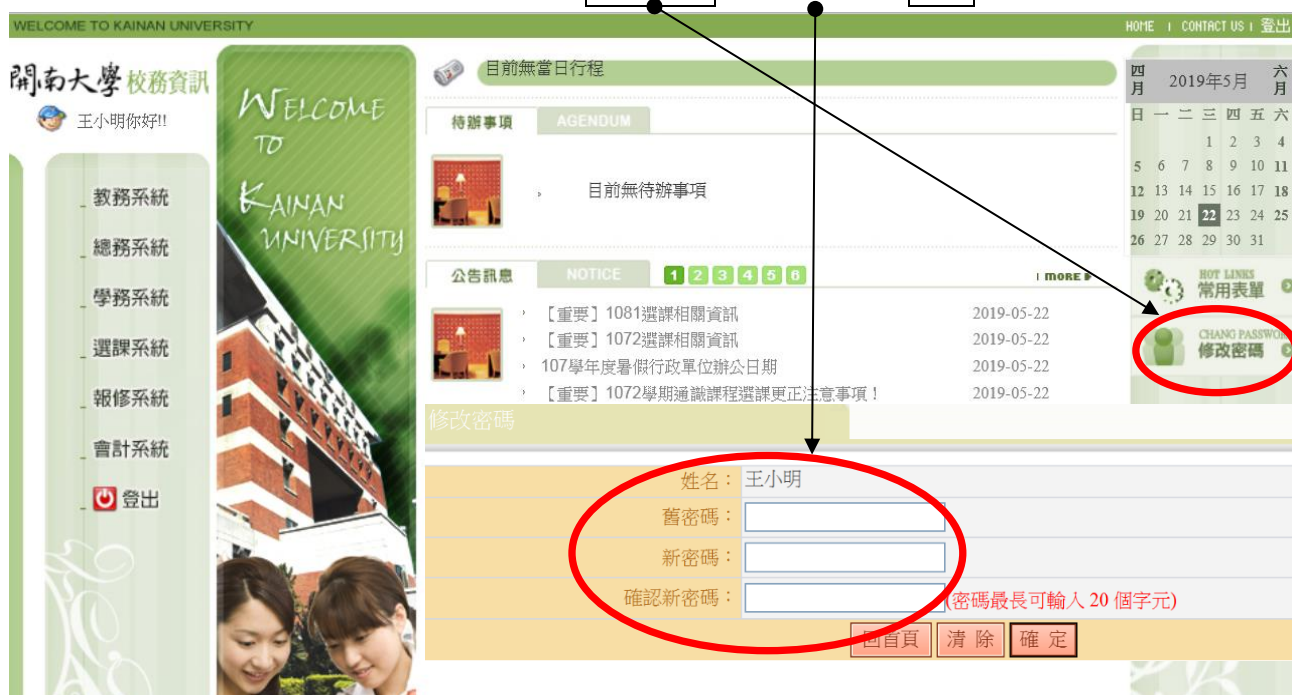 WELCOME TO KAINAN UNIVERSITY
HOME | CONTACT US | 登出
開南大學校務資訊
王小明你好!!
教務系統
總務系統
學務系統
選課系統
報修系統
會計系統
登出
WELCOME
TO
KAINAN
UNIVERSITY
目前無當日行程
待辦事項 AGENDUM
目前無待辦事項
公告訊息 NOTICE 1 2 3 4 5 6 | MORE
【重要】1081選課相關資訊 2019-05-22
【重要】1072選課相關資訊 2019-05-22
107學年度暑假行政單位辦公日期 2019-05-22
【重要】1072學期通識課程選課更正注意事項! 2019-05-22
四月 2019年5月 六月
日 一 二 三 四 五 六
1 2 3 4
5 6 7 8 9 10 11
12 13 14 15 16 17 18
19 20 21 22 23 24 25
26 27 28 29 30 31
HOT LINKS
常用表單
CHANG PASSWOR
修改密碼
修改密碼
姓名： 王小明
舊密碼：
新密碼：
確認新密碼： (密碼最長可輸入 20 個字元)
回首頁 清 除 確 定